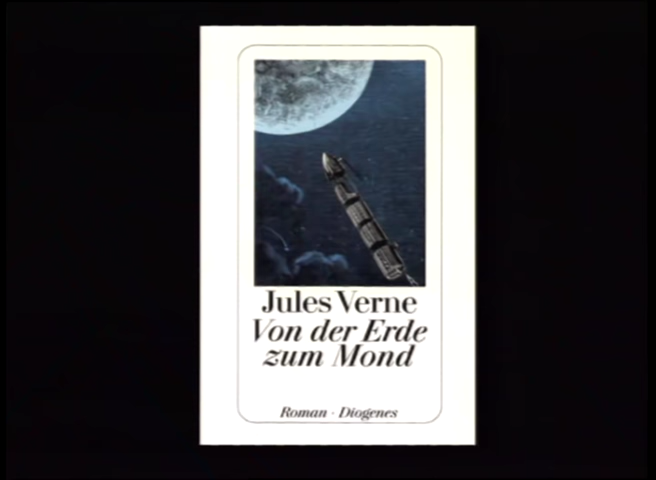 Jules Verne
Von der Erde
zum Mond
Roman · Diogenes